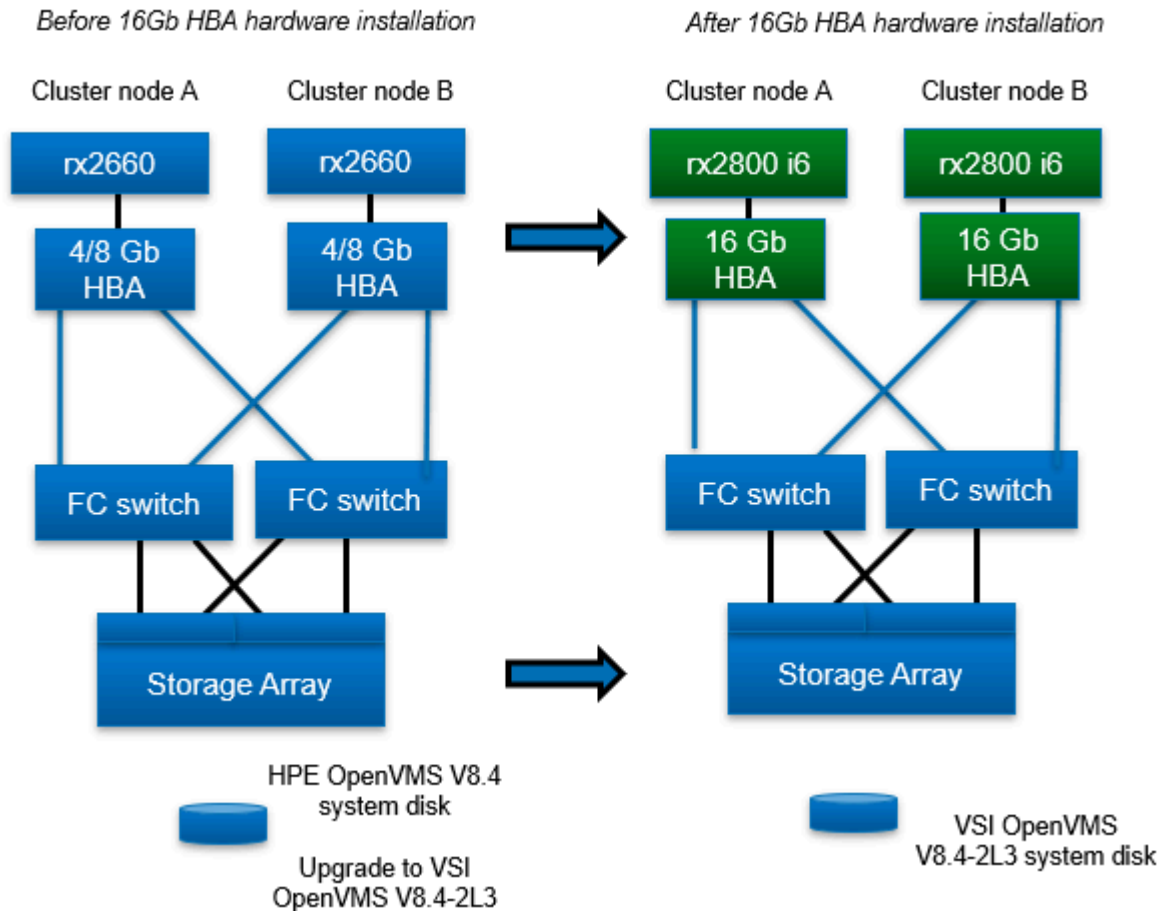 Before 16Gb HBA hardware installation
After 16Gb HBA hardware installation
Cluster node A
Cluster node B
Cluster node A
Cluster node B
rx2660
rx2660
rx2800 i6
rx2800 i6
4/8 Gb
HBA
4/8 Gb
HBA
16 Gb
HBA
16 Gb
HBA
FC switch
FC switch
FC switch
FC switch
Storage Array
Storage Array
HPE OpenVMS V8.4
system disk
Upgrade to VSI
OpenVMS V8.4-2L3
VSI OpenVMS
V8.4-2L3 system disk